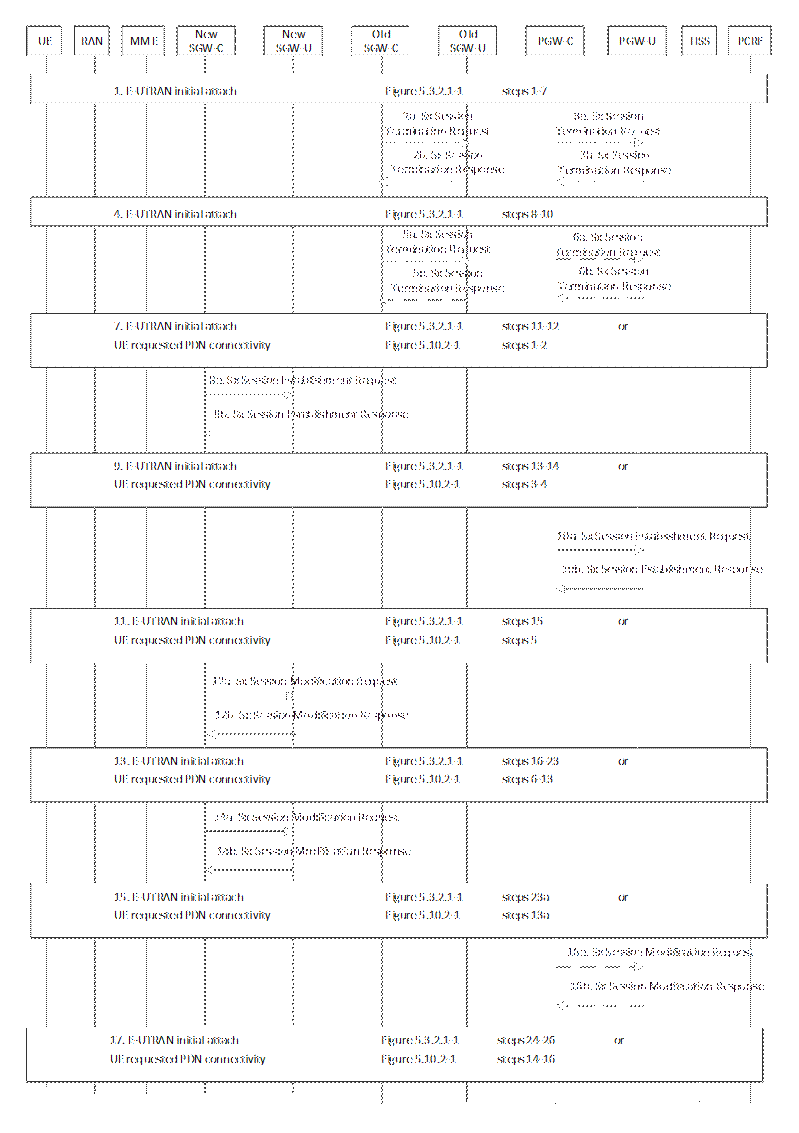 UE RAN MME New SGW-C New SGW-U Old SGW-C Old SGW-U PGW-C PGW-U HSS PCRF
1. E-UTRAN initial attach Figure 5.3.2.1-1 steps 1-7
2a. Sx Session 3a. Sx Session
Termination Request Termination Request
2b. Sx Session 3b. Sx Session
Termination Response Termination Response
4. E-UTRAN initial attach Figure 5.3.2.1-1 steps 8-10
5a. Sx Session 6a. Sx Session
Termination Request Termination Request
5b. Sx Session 6b. Sx Session
Termination Response Termination Response
7. E-UTRAN initial attach Figure 5.3.2.1-1 steps 11-12 or
UE requested PDN connectivity Figure 5.10.2-1 steps 1-2
8a. Sx Session Establishment Request
8b. Sx Session Establishment Response
9. E-UTRAN initial attach Figure 5.3.2.1-1 steps 13-14 or
UE requested PDN connectivity Figure 5.10.2-1 steps 3-4
10a. Sx Session Establishment Request
10b. Sx Session Establishment Response
11. E-UTRAN initial attach Figure 5.3.2.1-1 steps 15 or
UE requested PDN connectivity Figure 5.10.2-1 steps 5
12a. Sx Session Modification Request
12b. Sx Session Modification Response
13. E-UTRAN initial attach Figure 5.3.2.1-1 steps 16-23 or
UE requested PDN connectivity Figure 5.10.2-1 steps 6-13
14a. Sx Session Modification Request
14b. Sx Session Modification Response
15. E-UTRAN initial attach Figure 5.3.2.1-1 steps 23a or
UE requested PDN connectivity Figure 5.10.2-1 steps 13a
16a. Sx Session Modification Request
16b. Sx Session Modification Response
17. E-UTRAN initial attach Figure 5.3.2.1-1 steps 24-26 or
UE requested PDN connectivity Figure 5.10.2-1 steps 14-16